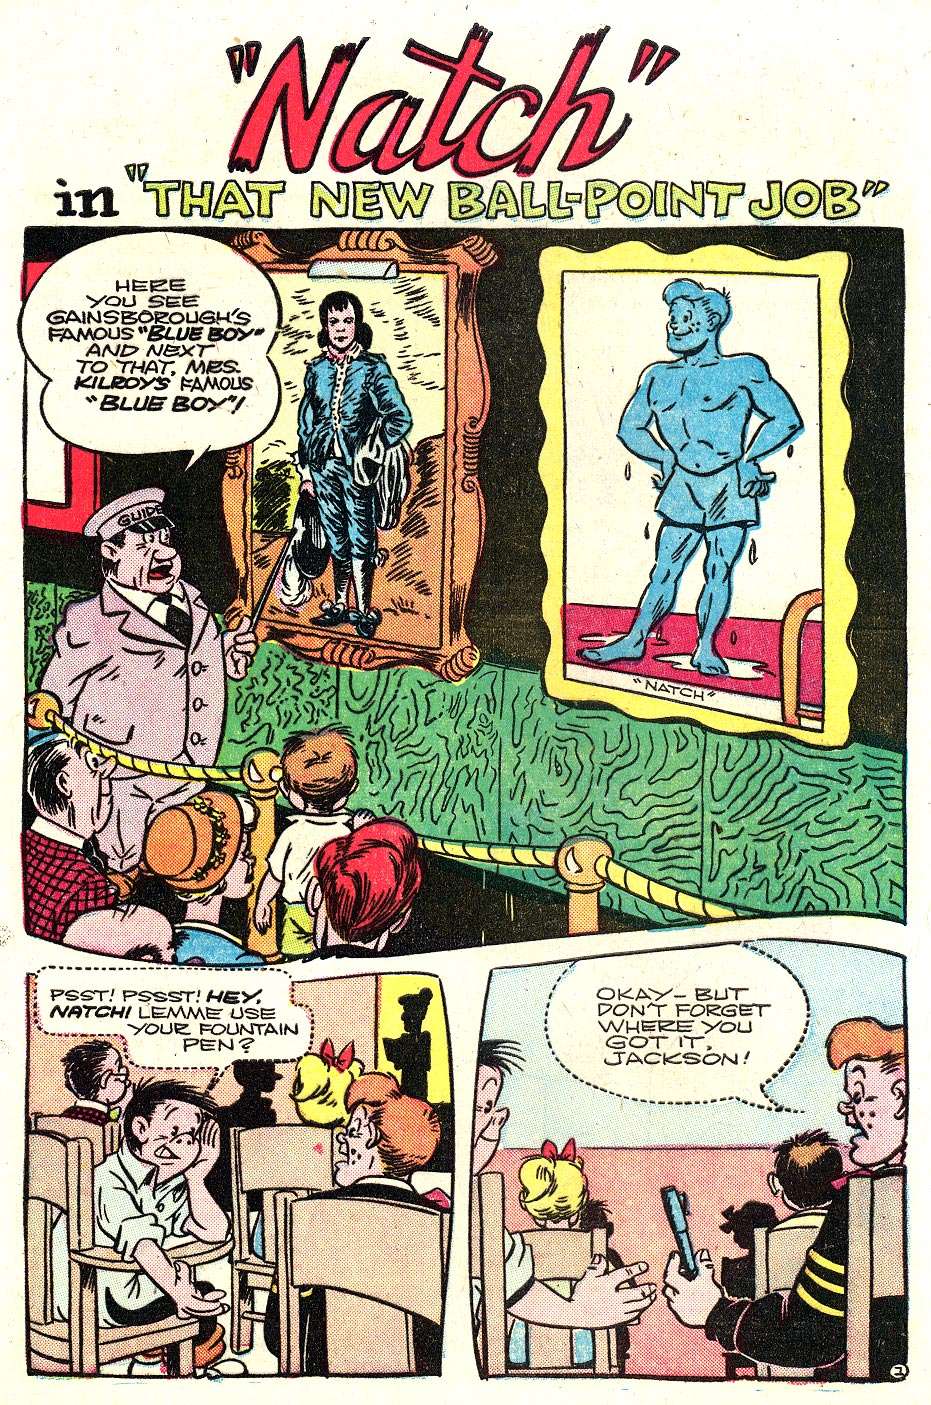 "Natch"
in "THAT NEW BALL-POINT JOB"
HERE
YOU SEE
GAINSBOROUGH'S
FAMOUS "BLUE BOY"
AND NEXT
TO THAT, MRS.
KILROY'S FAMOUS
"BLUE BOY"!
GUIDE
"NATCH"
PSST! PSSST! HEY,
NATCH! LEMME USE
YOUR FOUNTAIN
PEN?
OKAY - BUT
DON'T FORGET
WHERE YOU
GOT IT,
JACKSON!
1